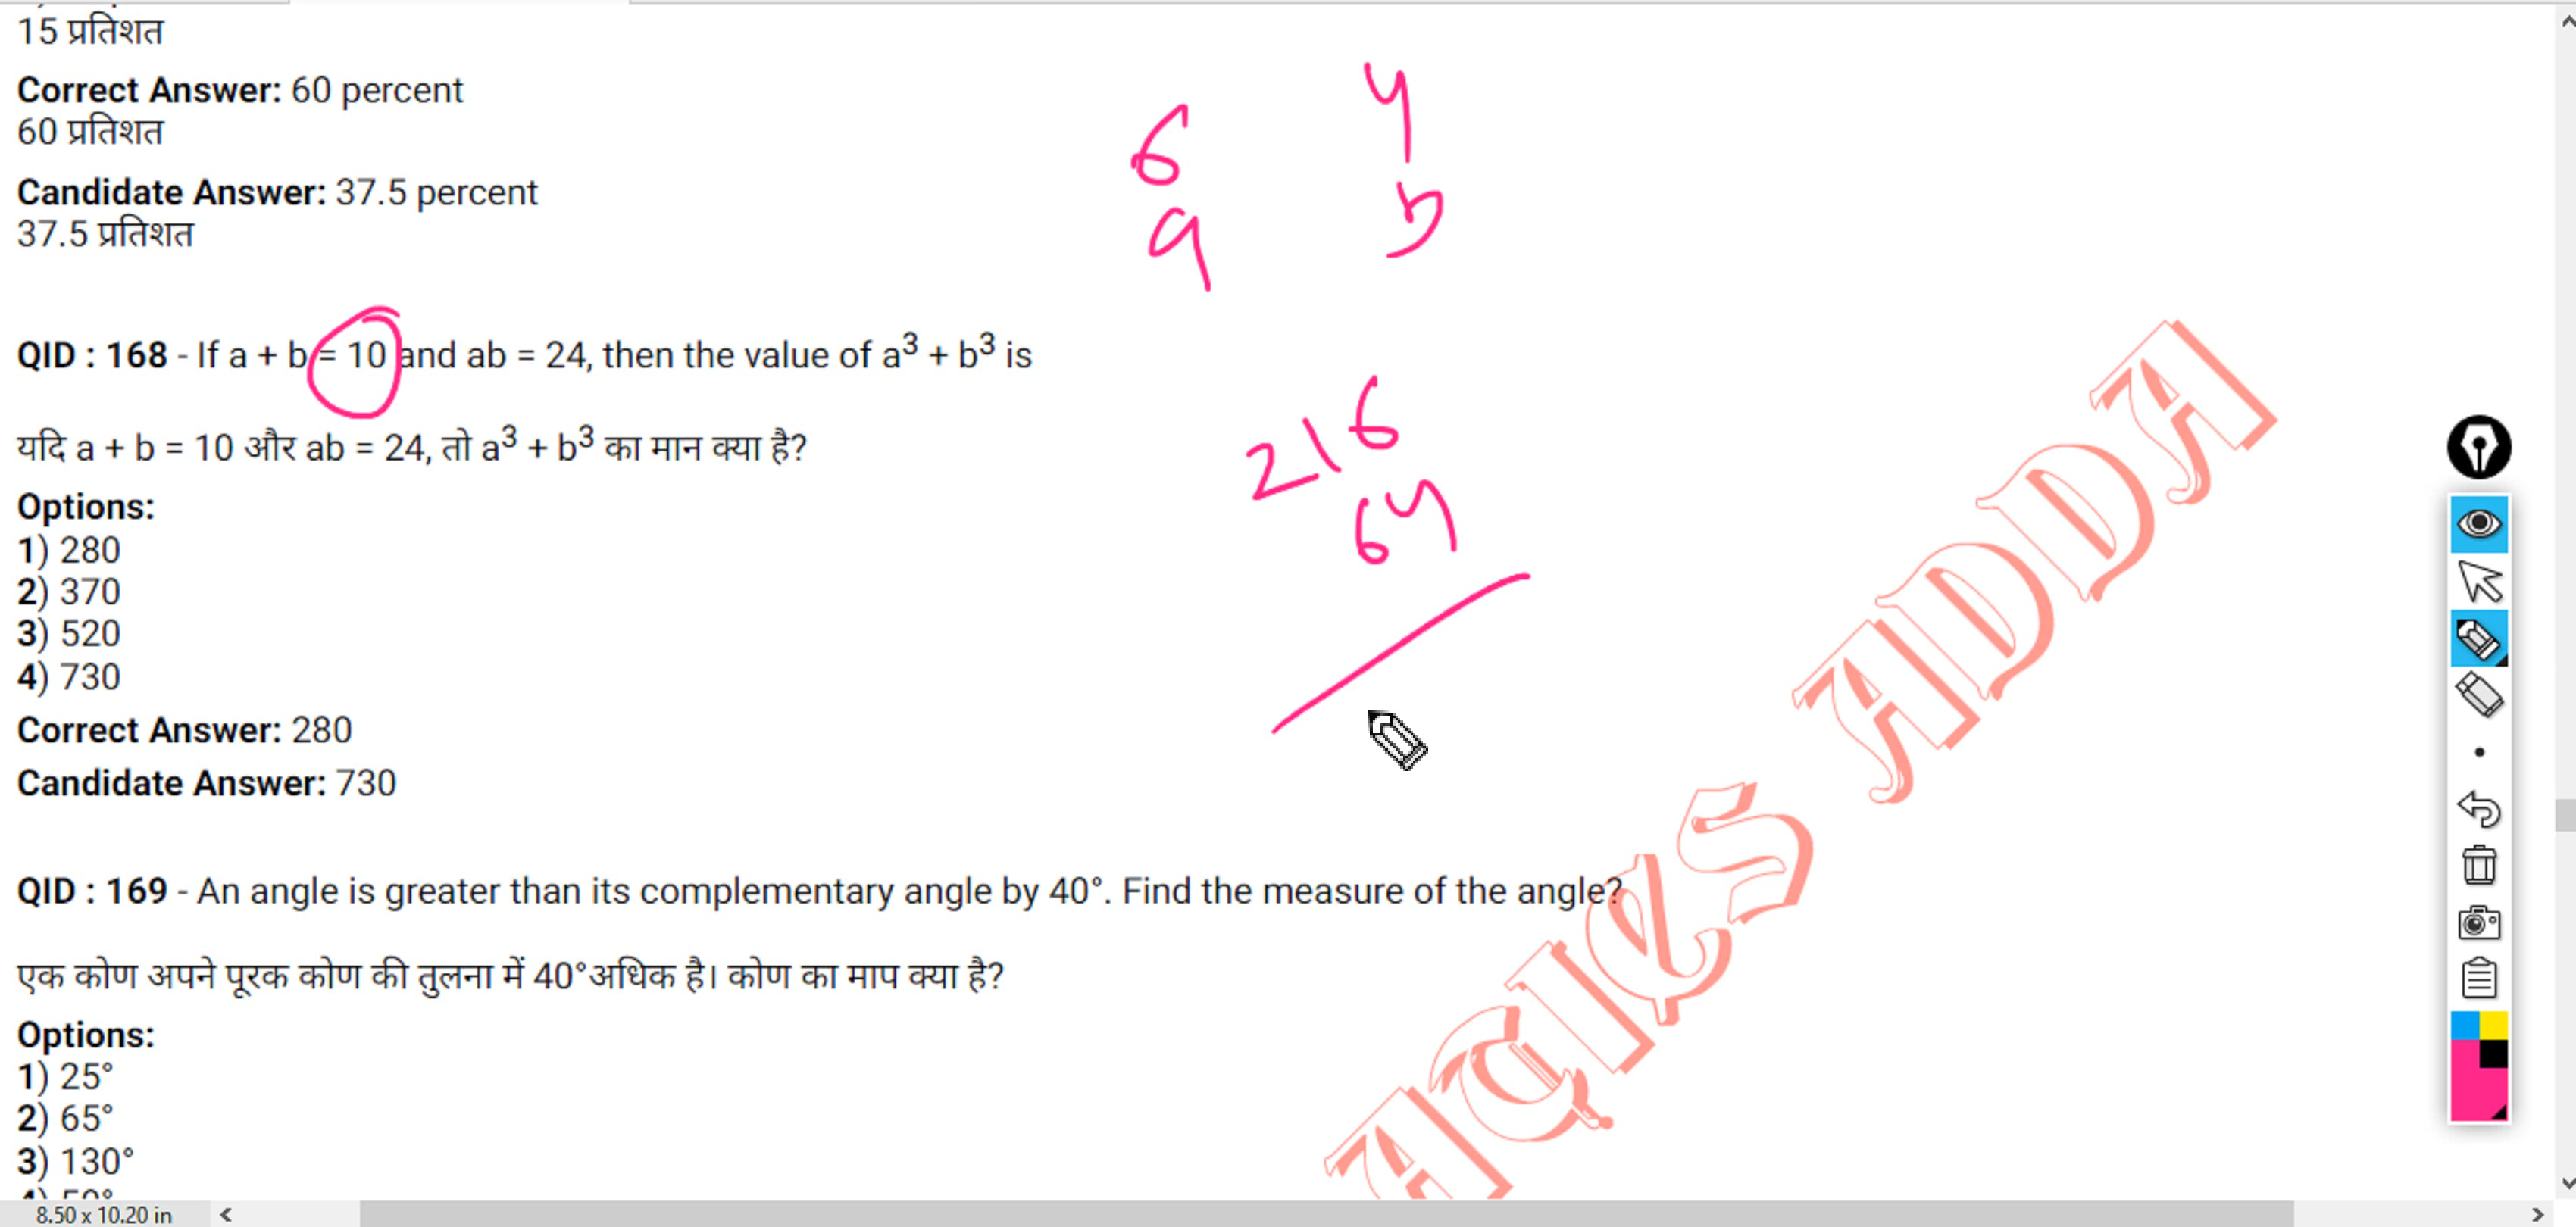 15 प्रतिशत
Correct Answer: 60 percent
60 प्रतिशत
Candidate Answer: 37.5 percent
37.5 प्रतिशत
6 4
a b
QID : 168 - If a + b = 10 and ab = 24, then the value of a³ + b³ is
यदि a + b = 10 और ab = 24, तो a³ + b³ का मान क्या है?
216
64
Options:
1) 280
2) 370
3) 520
4) 730
Correct Answer: 280
Candidate Answer: 730
QID : 169 - An angle is greater than its complementary angle by 40°. Find the measure of the angle?
एक कोण अपने पूरक कोण की तुलना में 40°अधिक है। कोण का माप क्या है?
Options:
1) 25°
2) 65°
3) 130°
4) 50°
ADDA
8.50 x 10.20 in